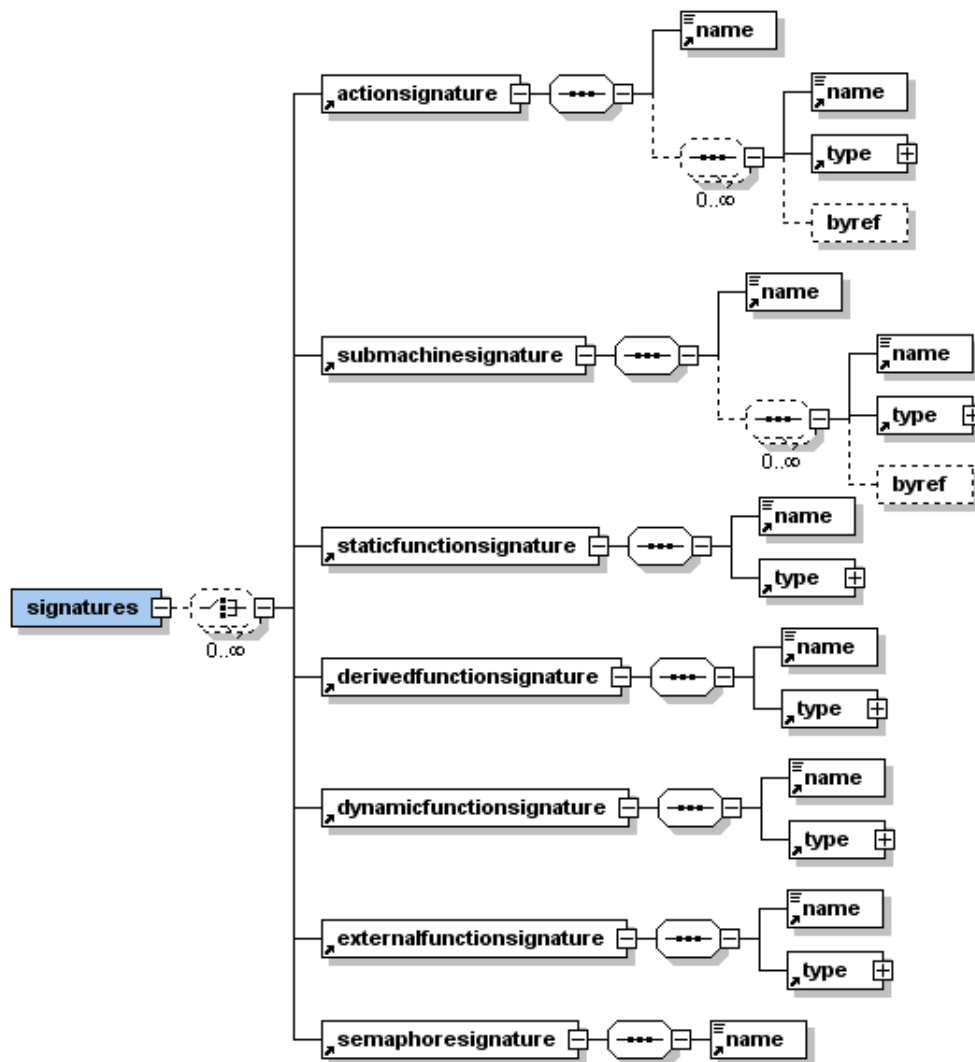 name
actionsignature
name
type
0..∞
byref
name
submachinesignature
name
type
0..∞
byref
name
staticfunctionsignature
type
signatures
0..∞
name
derivedfunctionsignature
type
name
dynamicfunctionsignature
type
name
externalfunctionsignature
type
semaphoresignature
name